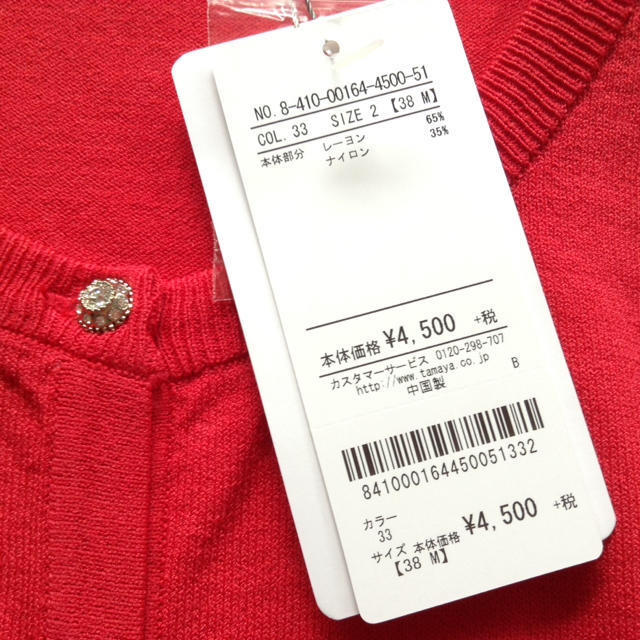 NO.8-410-00164-4500-51
COL.33 SIZE 2 【38 M】
本体部分 レーヨン 65%
ナイロン 35%
本体価格 ¥4,500 +税
カスタマーサービス 0120-298-707
http://www.tamaya.co.jp
中国製 B
841000164450051332
カラー
33
サイズ 本体価格 ¥4,500 +税
【38 M】